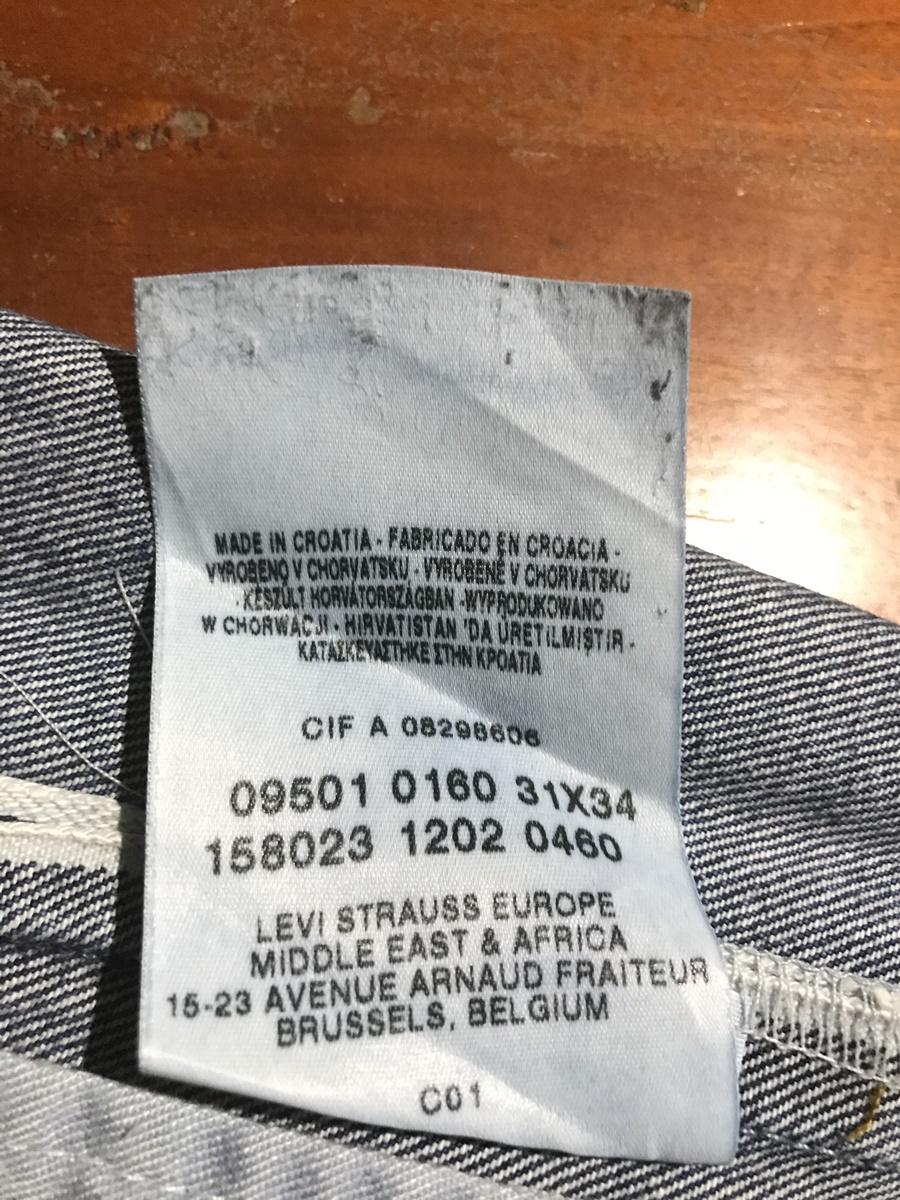 MADE IN CROATIA - FABRICADO EN CROACIA -
VYROBENO V CHORVATSKU - VYROBENÉ V CHORVATSKU
- KÉSZÜLT HORVÁTORSZÁGBAN -WYPRODUKOWANO
W CHORWACJI - HIRVATISTAN 'DA ÜRETILMIŞTIR -
ΚΑΤΑΣΚΕΥΑΣΤΗΚΕ ΣΤΗΝ ΚΡΟΑΤΙΑ
CIF A 08298606
09501 0160 31X34
158023 1202 0460
LEVI STRAUSS EUROPE
MIDDLE EAST & AFRICA
15-23 AVENUE ARNAUD FRAITEUR
BRUSSELS, BELGIUM
C01